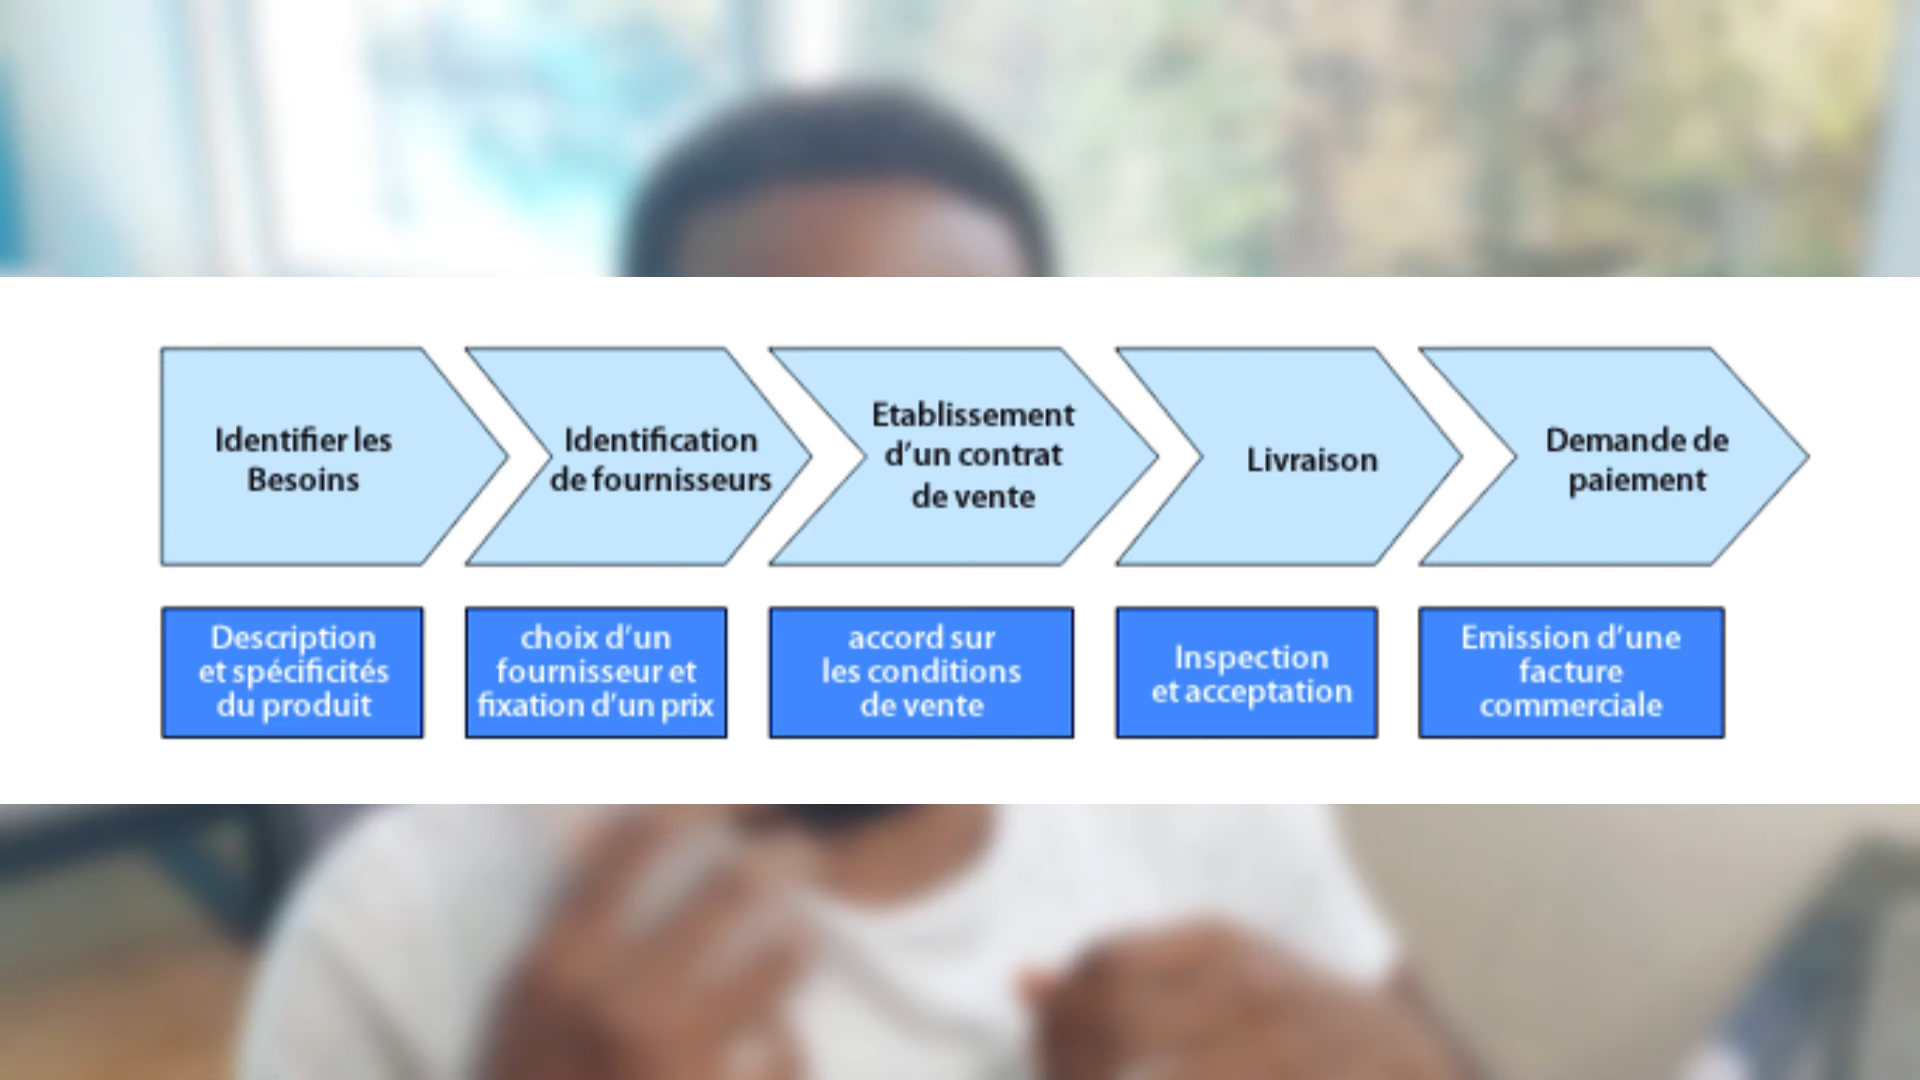 Identifier les
Besoins
Identification
de fournisseurs
Etablissement
d'un contrat
de vente
Livraison
Demande de
paiement
Description
et spécificités
du produit
choix d'un
fournisseur et
fixation d'un prix
accord sur
les conditions
de vente
Inspection
et acceptation
Emission d'une
facture
commerciale